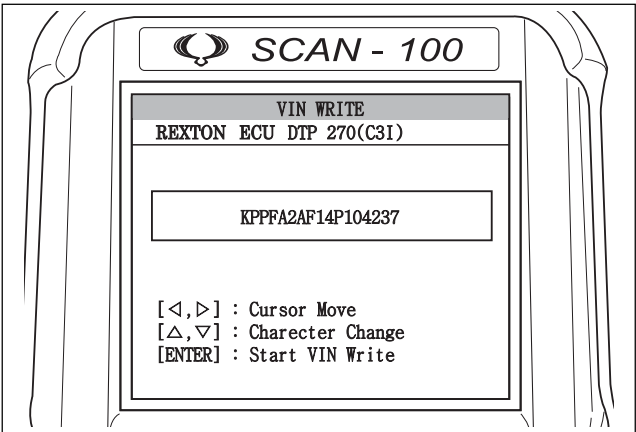 SCAN - 100
VIN WRITE
REXTON ECU DTP 270(C3I)
KPPFA2AF14P104237
[◁,▷] : Cursor Move
[△,▽] : Charecter Change
[ENTER] : Start VIN Write